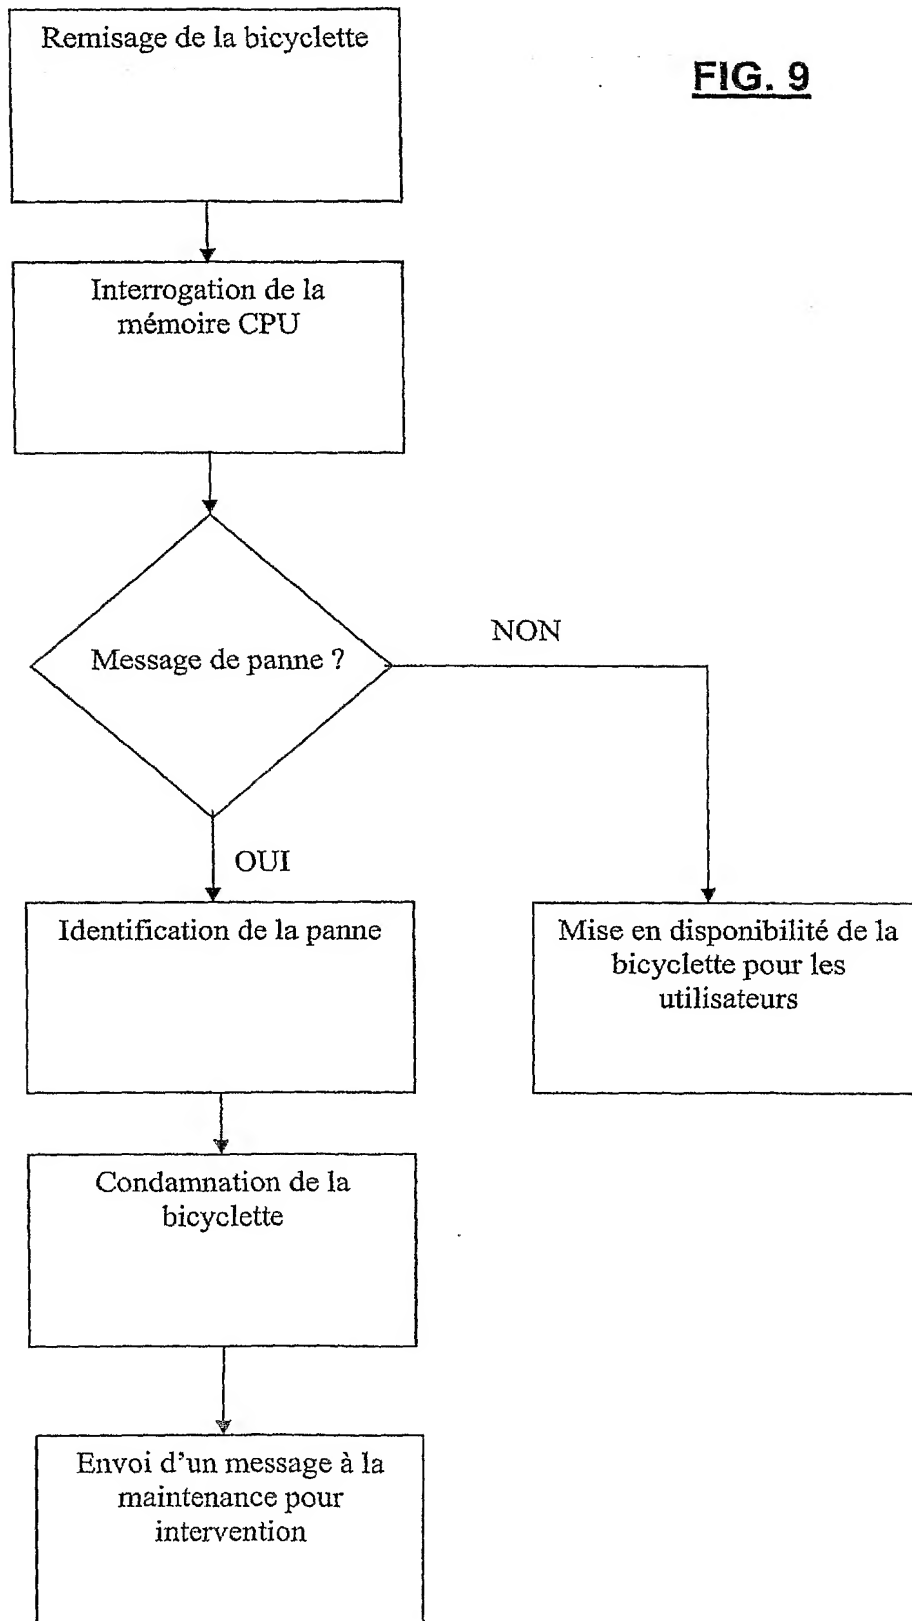 Remisage de la bicyclette
FIG. 9
Interrogation de la
mémoire CPU
Message de panne ?
NON
OUI
Identification de la panne
Mise en disponibilité de la
bicyclette pour les
utilisateurs
Condamnation de la
bicyclette
Envoi d'un message à la
maintenance pour
intervention